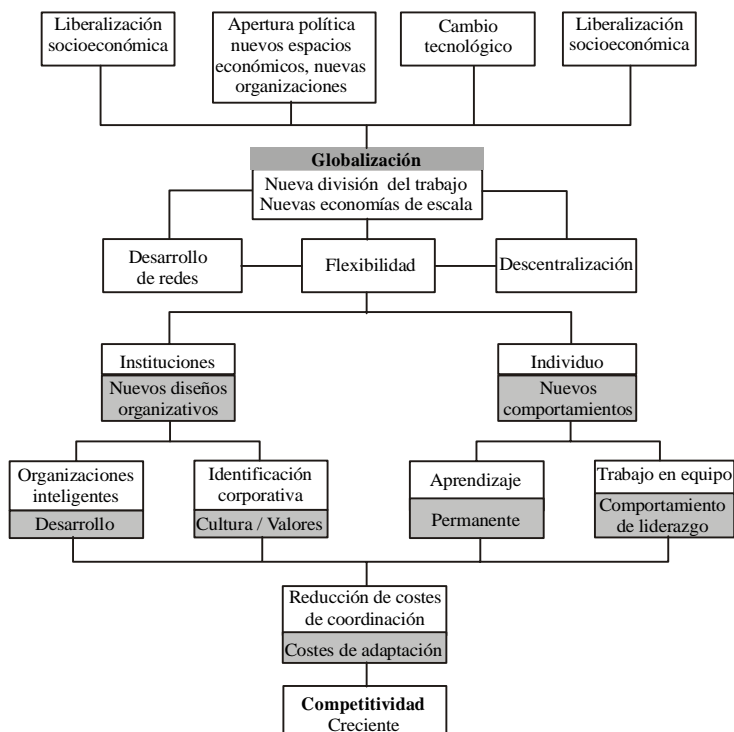 Liberalización
socioeconómica
Apertura política
nuevos espacios
económicos, nuevas
organizaciones
Cambio
tecnológico
Liberalización
socioeconómica
Globalización
Nueva división del trabajo
Nuevas economías de escala
Desarrollo
de redes
Flexibilidad
Descentralización
Instituciones
Nuevos diseños
organizativos
Individuo
Nuevos
comportamientos
Organizaciones
inteligentes
Desarrollo
Identificación
corporativa
Cultura / Valores
Aprendizaje
Permanente
Trabajo en equipo
Comportamiento
de liderazgo
Reducción de costes
de coordinación
Costes de adaptación
Competitividad
Creciente